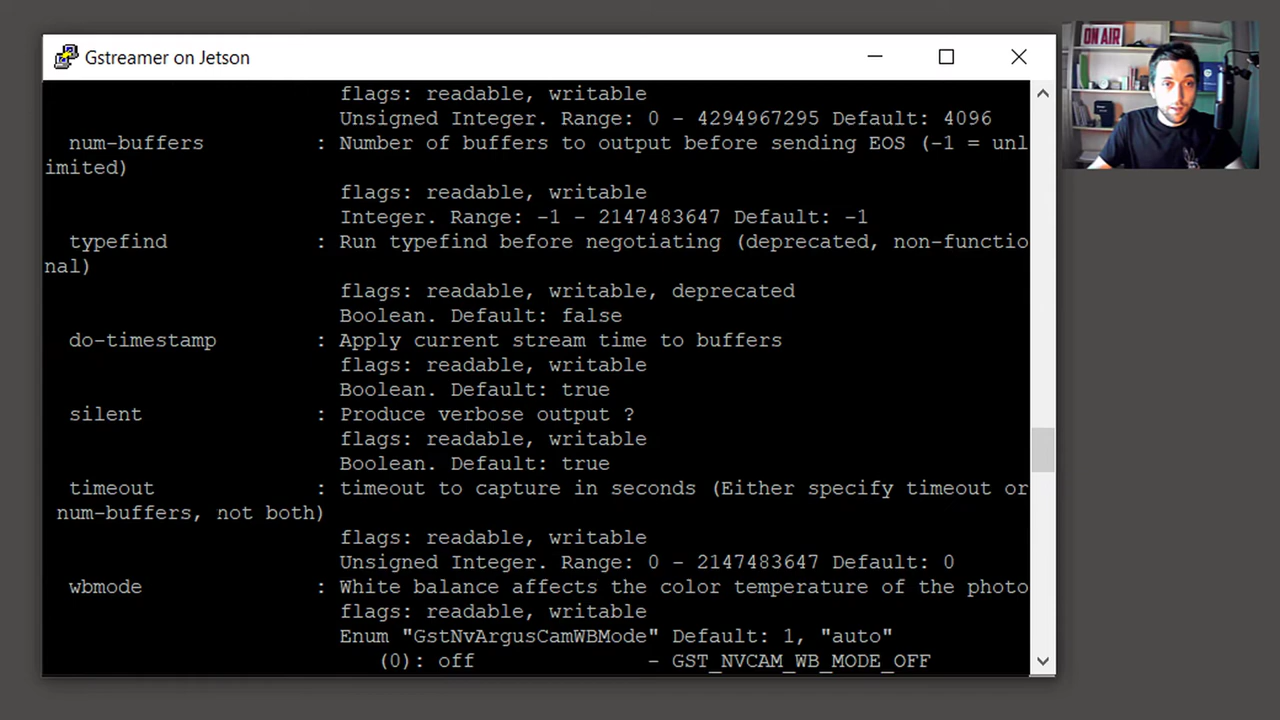 Gstreamer on Jetson
ON AIR
flags: readable, writable
Unsigned Integer. Range: 0 - 4294967295 Default: 4096
num-buffers : Number of buffers to output before sending EOS (-1 = unl
imited)
flags: readable, writable
Integer. Range: -1 - 2147483647 Default: -1
typefind : Run typefind before negotiating (deprecated, non-functio
nal)
flags: readable, writable, deprecated
Boolean. Default: false
do-timestamp : Apply current stream time to buffers
flags: readable, writable
Boolean. Default: true
silent : Produce verbose output ?
flags: readable, writable
Boolean. Default: true
timeout : timeout to capture in seconds (Either specify timeout or
num-buffers, not both)
flags: readable, writable
Unsigned Integer. Range: 0 - 2147483647 Default: 0
wbmode : White balance affects the color temperature of the photo
flags: readable, writable
Enum "GstNvArgusCamWBMode" Default: 1, "auto"
(0): off - GST_NVCAM_WB_MODE_OFF